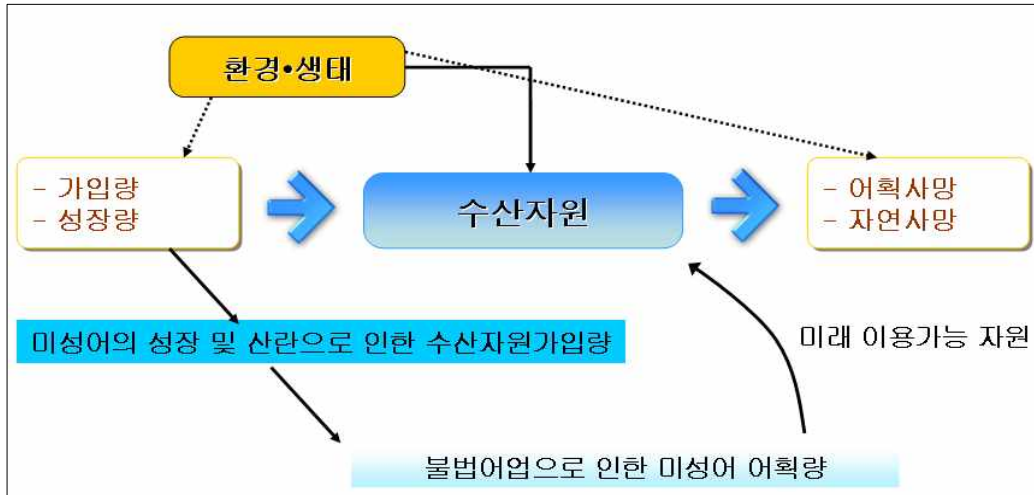 환경•생태
- 가입량
- 성장량
수산자원
- 어획사망
- 자연사망
미성어의 성장 및 산란으로 인한 수산자원가입량
미래 이용가능 자원
불법어업으로 인한 미성어 어획량